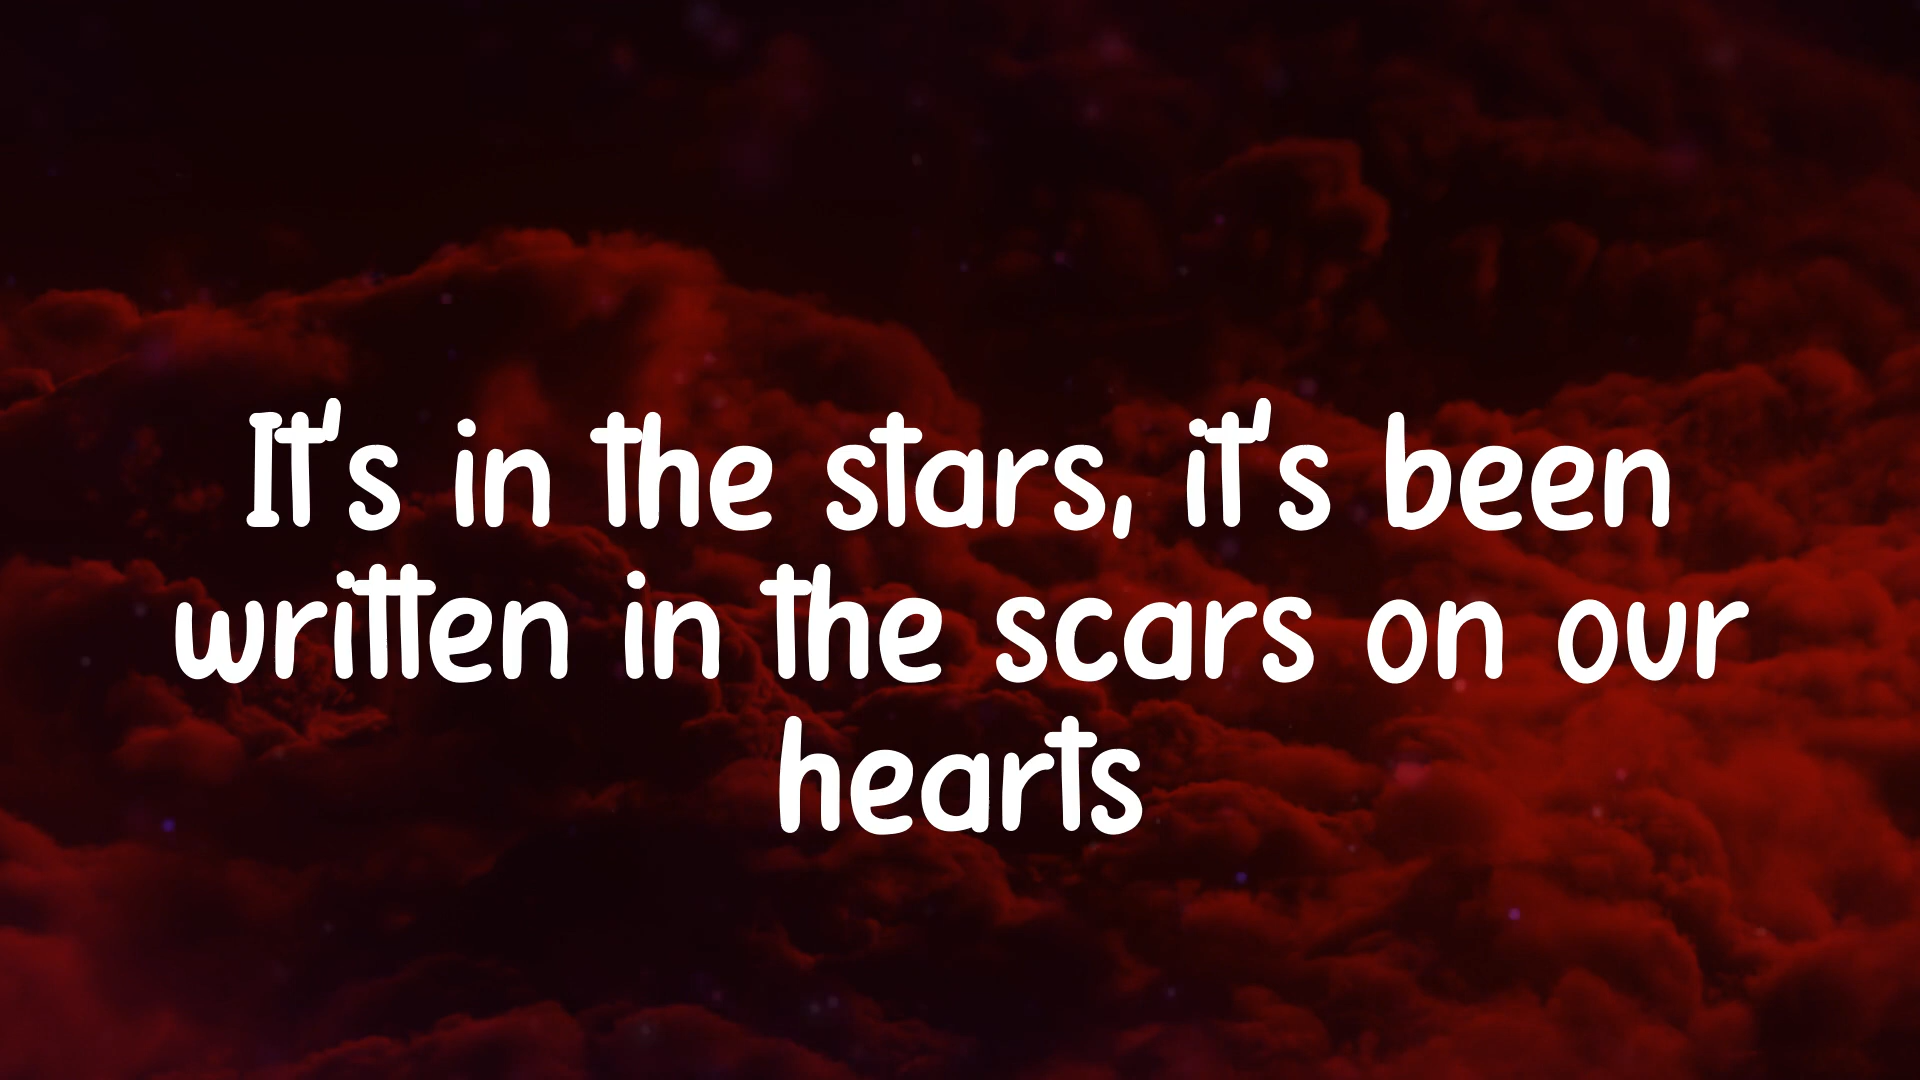 It's in the stars, it's been
written in the scars on our
hearts